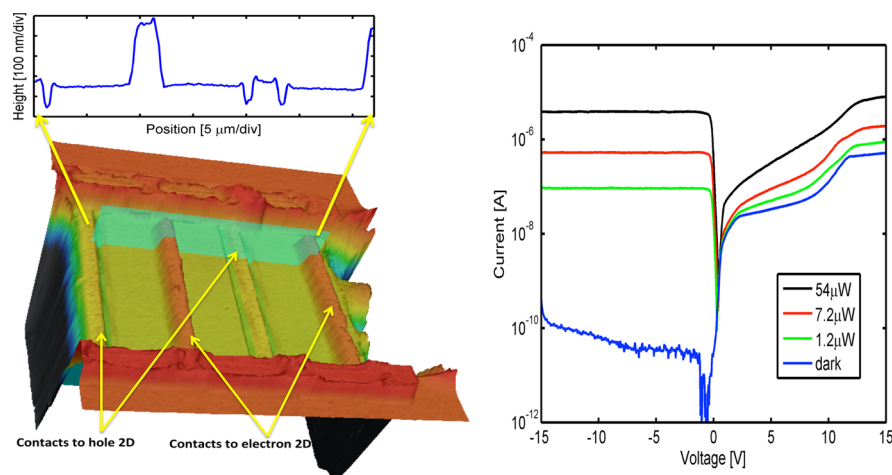 Height [100 nm/div]
Position [5 μm/div]
Contacts to hole 2D
Contacts to electron 2D
Current [A]
10⁻⁴
10⁻⁶
10⁻⁸
10⁻¹⁰
10⁻¹²
-15 -10 -5 0 5 10 15
Voltage [V]
54μW
7.2μW
1.2μW
dark